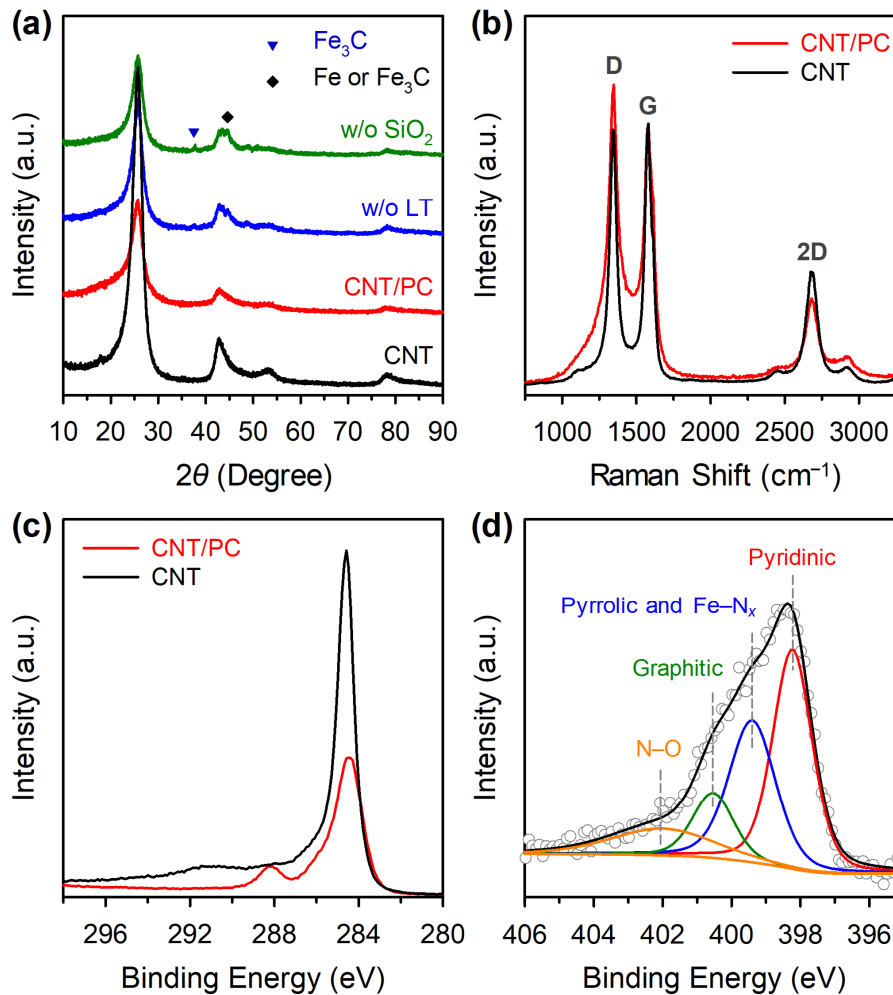 (a)
Fe₃C
Fe or Fe₃C
w/o SiO₂
w/o LT
CNT/PC
CNT
Intensity (a.u.)
10 20 30 40 50 60 70 80 90
2θ (Degree)
(b)
CNT/PC
CNT
D
G
2D
Intensity (a.u.)
1000 1500 2000 2500 3000
Raman Shift (cm⁻¹)
(c)
CNT/PC
CNT
Intensity (a.u.)
296 292 288 284 280
Binding Energy (eV)
(d)
Pyridinic
Pyrrolic and Fe–Nₓ
Graphitic
N–O
Intensity (a.u.)
406 404 402 400 398 396
Binding Energy (eV)